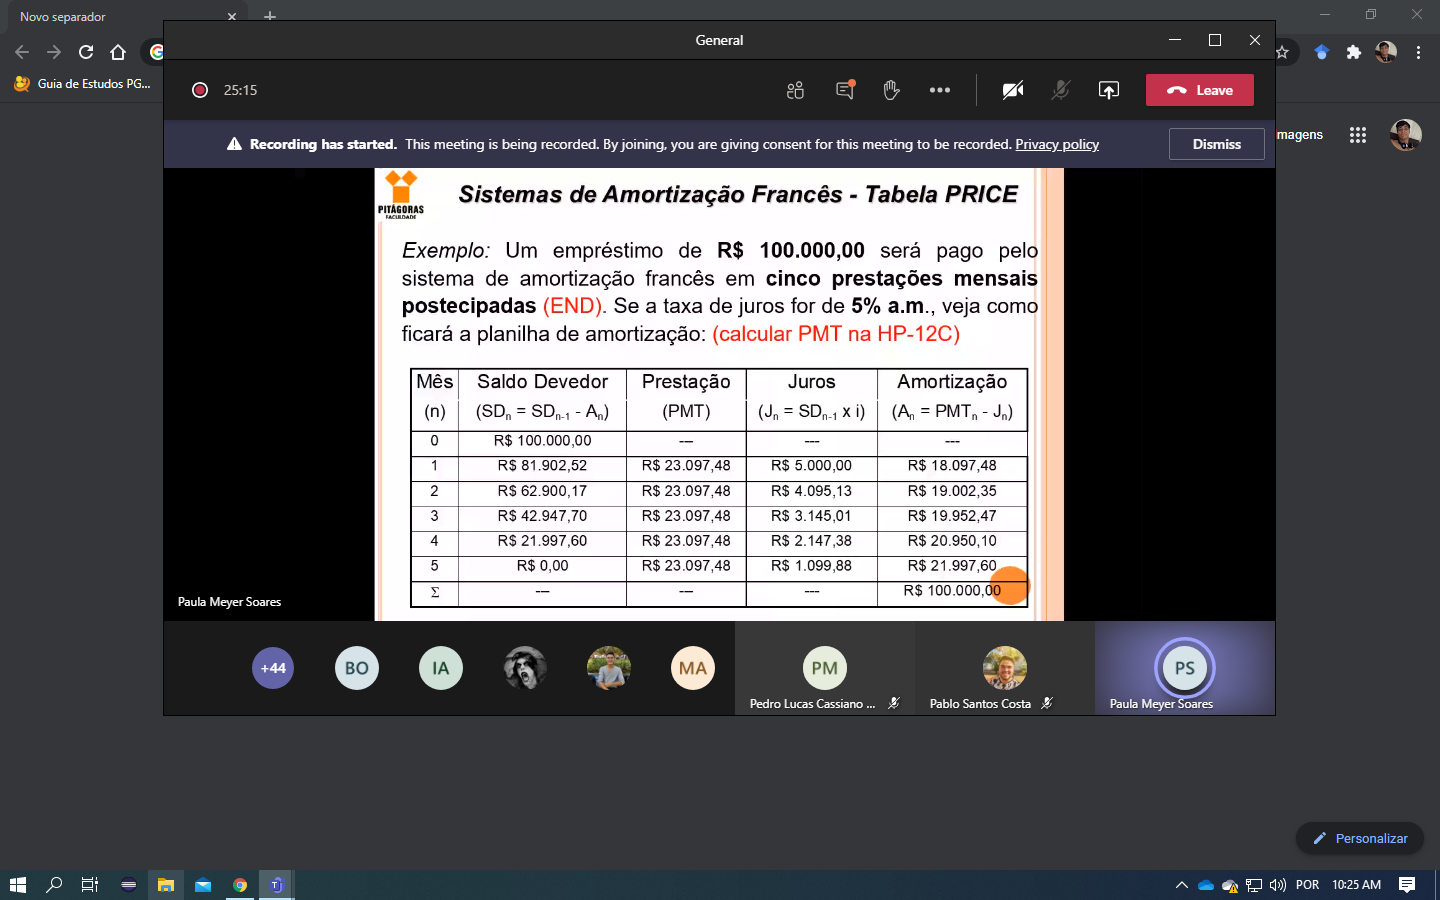 Novo separador
Guia de Estudos PG...
General
25:15
Leave
Recording has started. This meeting is being recorded. By joining, you are giving consent for this meeting to be recorded. Privacy policy
Dismiss
magens
PITÁGORAS
FACULDADE
Sistemas de Amortização Francês - Tabela PRICE
Exemplo: Um empréstimo de R$ 100.000,00 será pago pelo
sistema de amortização francês em cinco prestações mensais
postecipadas (END). Se a taxa de juros for de 5% a.m., veja como
ficará a planilha de amortização: (calcular PMT na HP-12C)
Mês Saldo Devedor Prestação Juros Amortização
(n) (SDn = SDn-1 - An) (PMT) (Jn = SDn-1 x i) (An = PMTn - Jn)
0 R$ 100.000,00 --- --- ---
1 R$ 81.902,52 R$ 23.097,48 R$ 5.000,00 R$ 18.097,48
2 R$ 62.900,17 R$ 23.097,48 R$ 4.095,13 R$ 19.002,35
3 R$ 42.947,70 R$ 23.097,48 R$ 3.145,01 R$ 19.952,47
4 R$ 21.997,60 R$ 23.097,48 R$ 2.147,38 R$ 20.950,10
5 R$ 0,00 R$ 23.097,48 R$ 1.099,88 R$ 21.997,60
Σ --- --- --- R$ 100.000,00
Paula Meyer Soares
+44 BO IA MA PM PS
Pedro Lucas Cassiano ... Pablo Santos Costa Paula Meyer Soares
Personalizar
POR 10:25 AM